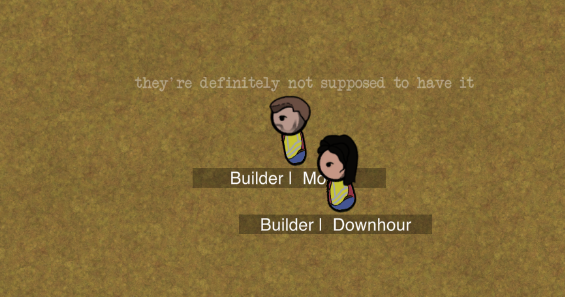 they're definitely not supposed to have it
Builder | Mo
Builder | Downhour